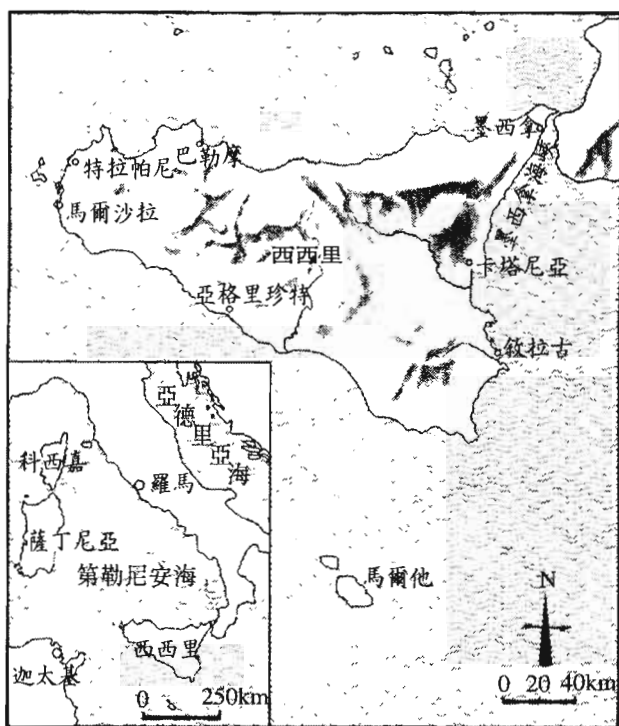 墨西拿
墨西拿海峽
巴勒摩
特拉帕尼
馬爾沙拉
西西里
卡塔尼亞
亞格里珍特
敘拉古
亞德里亞海
科西嘉
羅馬
薩丁尼亞
第勒尼安海
馬爾他
N
西西里
迦太基
0 250km
0 20 40km